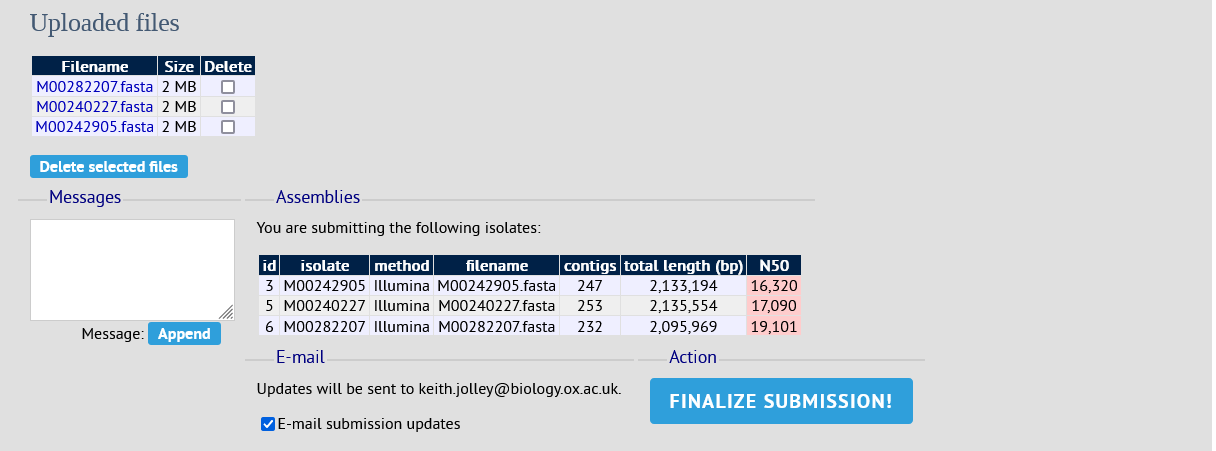 Uploaded files
Filename Size Delete
M00282207.fasta 2 MB
M00240227.fasta 2 MB
M00242905.fasta 2 MB
Delete selected files
Messages
Message: Append
Assemblies
You are submitting the following isolates:
id isolate method filename contigs total length (bp) N50
3 M00242905 Illumina M00242905.fasta 247 2,133,194 16,320
5 M00240227 Illumina M00240227.fasta 253 2,135,554 17,090
6 M00282207 Illumina M00282207.fasta 232 2,095,969 19,101
E-mail
Updates will be sent to keith.jolley@biology.ox.ac.uk.
E-mail submission updates
Action
FINALIZE SUBMISSION!